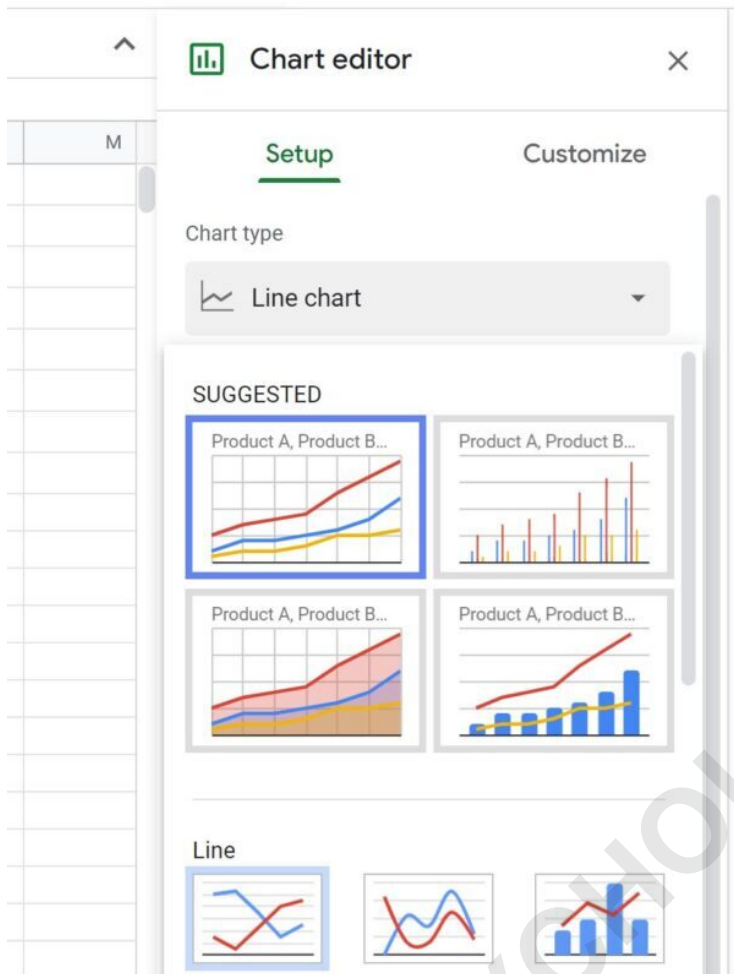 Chart editor
M
Setup
Customize
Chart type
Line chart
SUGGESTED
Product A, Product B...
Product A, Product B...
Product A, Product B...
Product A, Product B...
Line